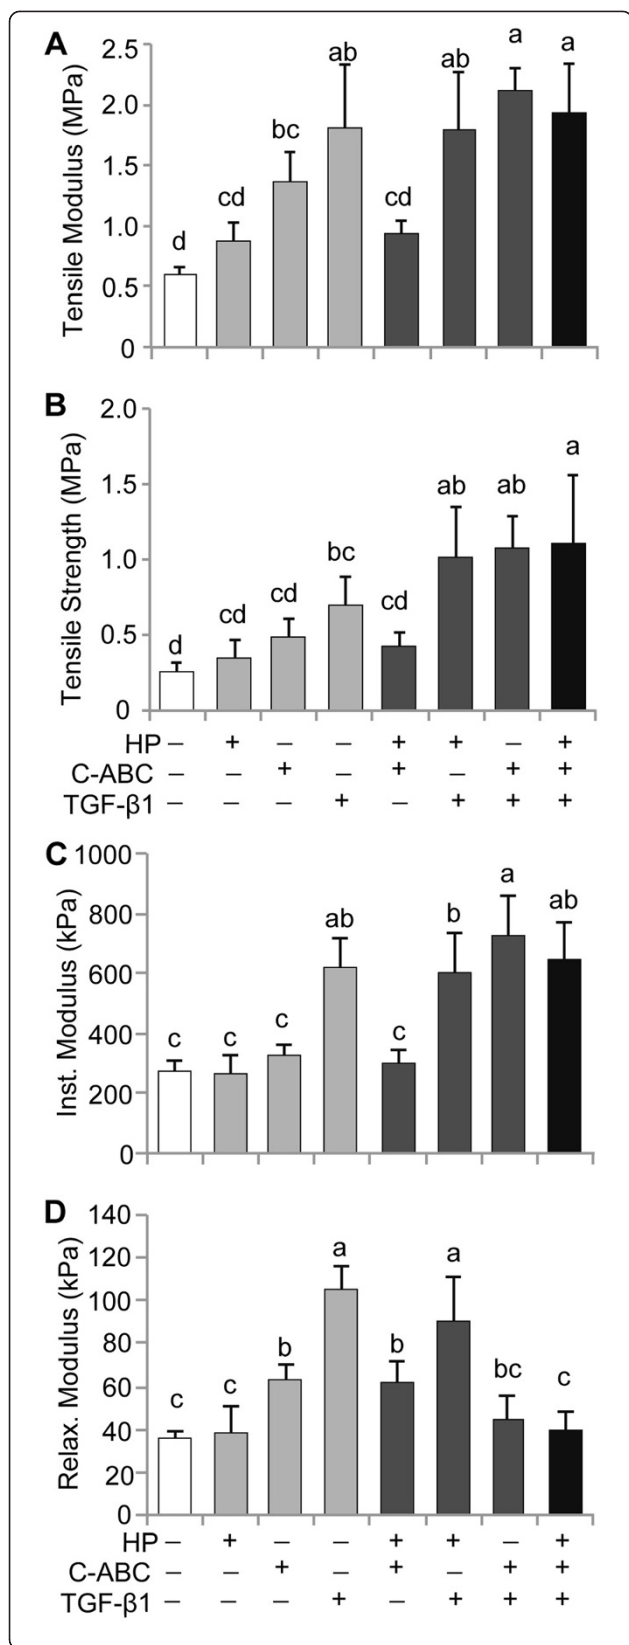 A
Tensile Modulus (MPa)
2.5
2.0
1.5
1.0
0.5
0
d
cd
bc
ab
cd
ab
a
a
B
Tensile Strength (MPa)
2.0
1.5
1.0
0.5
0
d
cd
cd
bc
cd
ab
ab
a
HP – + – – + + – +
C-ABC – – + – + – + +
TGF-β1 – – – + – + + +
C
Inst. Modulus (kPa)
1000
800
600
400
200
0
c
c
c
ab
c
b
a
ab
D
Relax. Modulus (kPa)
140
120
100
80
60
40
20
0
c
c
b
a
b
a
bc
c
HP – + – – + + – +
C-ABC – – + – + – + +
TGF-β1 – – – + – + + +